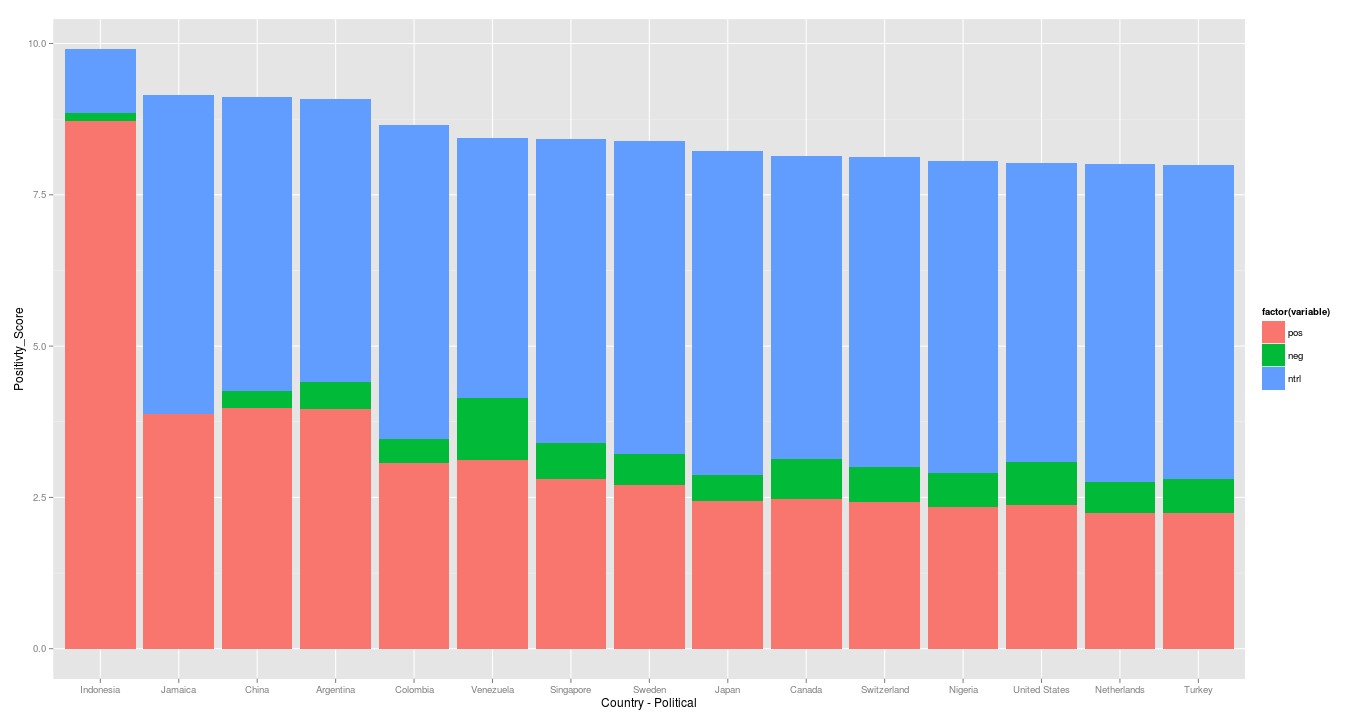 10.0
7.5
5.0
2.5
0.0
Positivty_Score
Indonesia Jamaica China Argentina Colombia Venezuela Singapore Sweden Japan Canada Switzerland Nigeria United States Netherlands Turkey
Country - Political
factor(variable)
pos
neg
ntrl